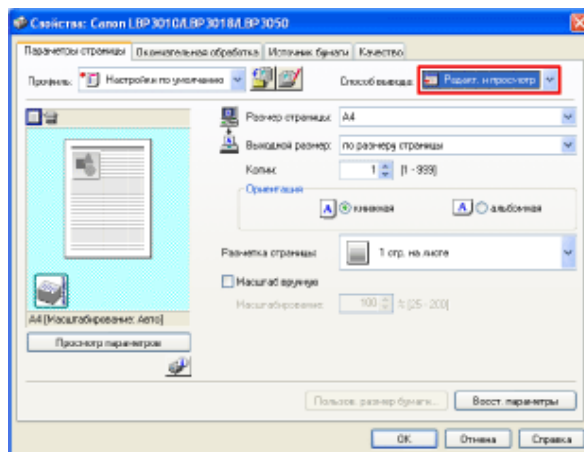 Свойства: Canon LBP3010/LBP3018/LBP3050
Параметры страницы Окончательная обработка Источник бумаги Качество
Профиль: Настройки по умолчанию Способ вывода: Редакт. и просмотр
Размер страницы: A4
Выходной размер: по размеру страницы
Копии: 1 [1 - 999]
Ориентация
A книжная A альбомная
Разметка страницы: 1 стр. на листе
Масштаб вручную
Масштабирование: 100 % [25 - 200]
A4 [Масштабирование: Авто]
Просмотр параметров
Пользов. размер бумаги... Восст. параметры
OK Отмена Справка